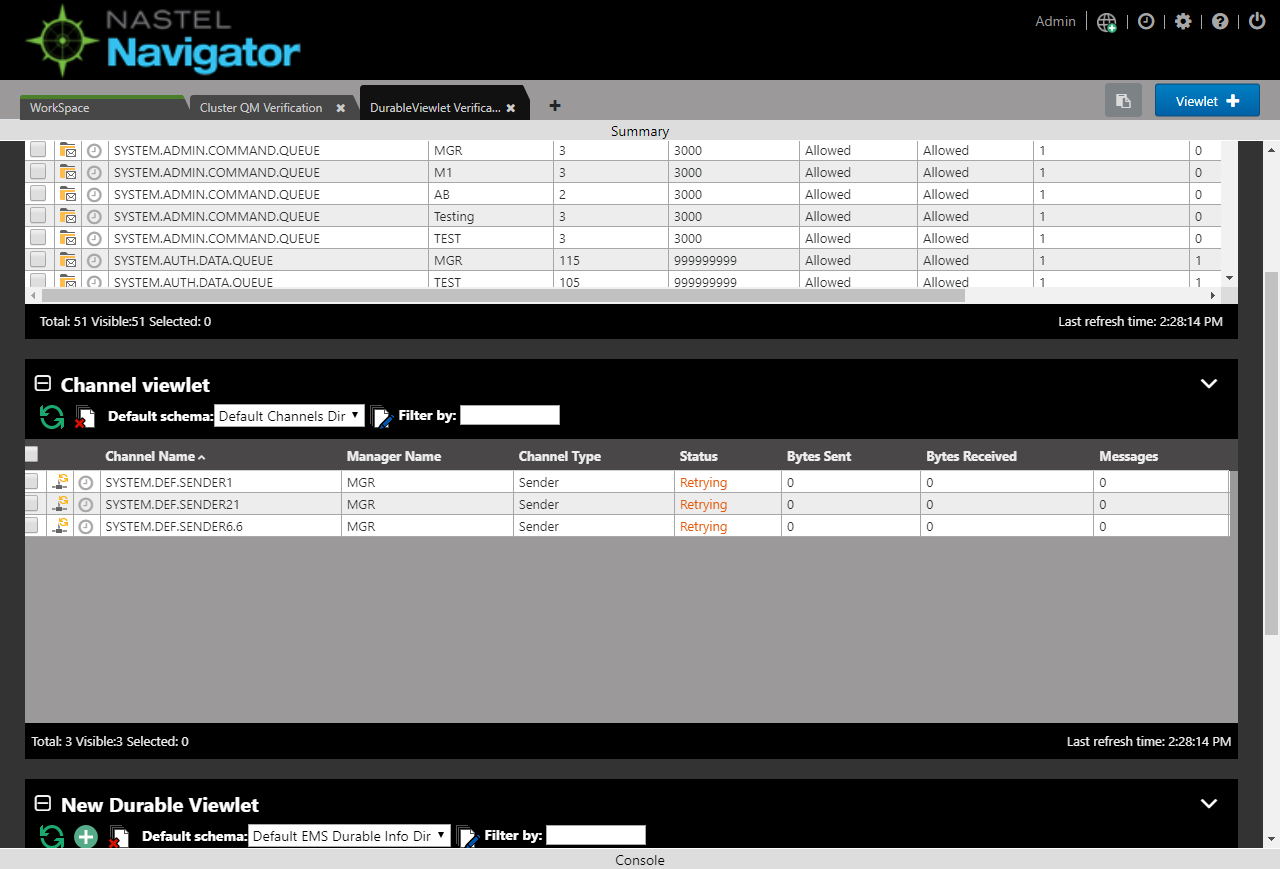 NASTEL
Navigator
Admin
WorkSpace
Cluster QM Verification
DurableViewlet Verifica...
Viewlet
Summary
SYSTEM.ADMIN.COMMAND.QUEUE MGR 3 3000 Allowed Allowed 1 0
SYSTEM.ADMIN.COMMAND.QUEUE M1 3 3000 Allowed Allowed 1 0
SYSTEM.ADMIN.COMMAND.QUEUE AB 2 3000 Allowed Allowed 1 0
SYSTEM.ADMIN.COMMAND.QUEUE Testing 3 3000 Allowed Allowed 1 0
SYSTEM.ADMIN.COMMAND.QUEUE TEST 3 3000 Allowed Allowed 1 0
SYSTEM.AUTH.DATA.QUEUE MGR 115 999999999 Allowed Allowed 1 1
SYSTEM.AUTH.DATA.QUEUE TEST 105 999999999 Allowed Allowed 1 1
Total: 51 Visible:51 Selected: 0 Last refresh time: 2:28:14 PM
Channel viewlet
Default schema: Default Channels Dir Filter by:
Channel Name Manager Name Channel Type Status Bytes Sent Bytes Received Messages
SYSTEM.DEF.SENDER1 MGR Sender Retrying 0 0 0
SYSTEM.DEF.SENDER21 MGR Sender Retrying 0 0 0
SYSTEM.DEF.SENDER6.6 MGR Sender Retrying 0 0 0
Total: 3 Visible:3 Selected: 0 Last refresh time: 2:28:14 PM
New Durable Viewlet
Default schema: Default EMS Durable Info Dir Filter by:
Console